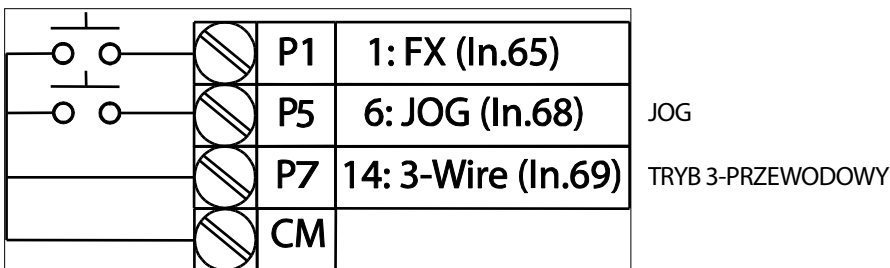 P1 1: FX (In.65)
P5 6: JOG (In.68) JOG
P7 14: 3-Wire (In.69) TRYB 3-PRZEWODOWY
CM